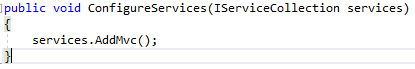 public void ConfigureServices(IServiceCollection services)
{
    services.AddMvc();
}